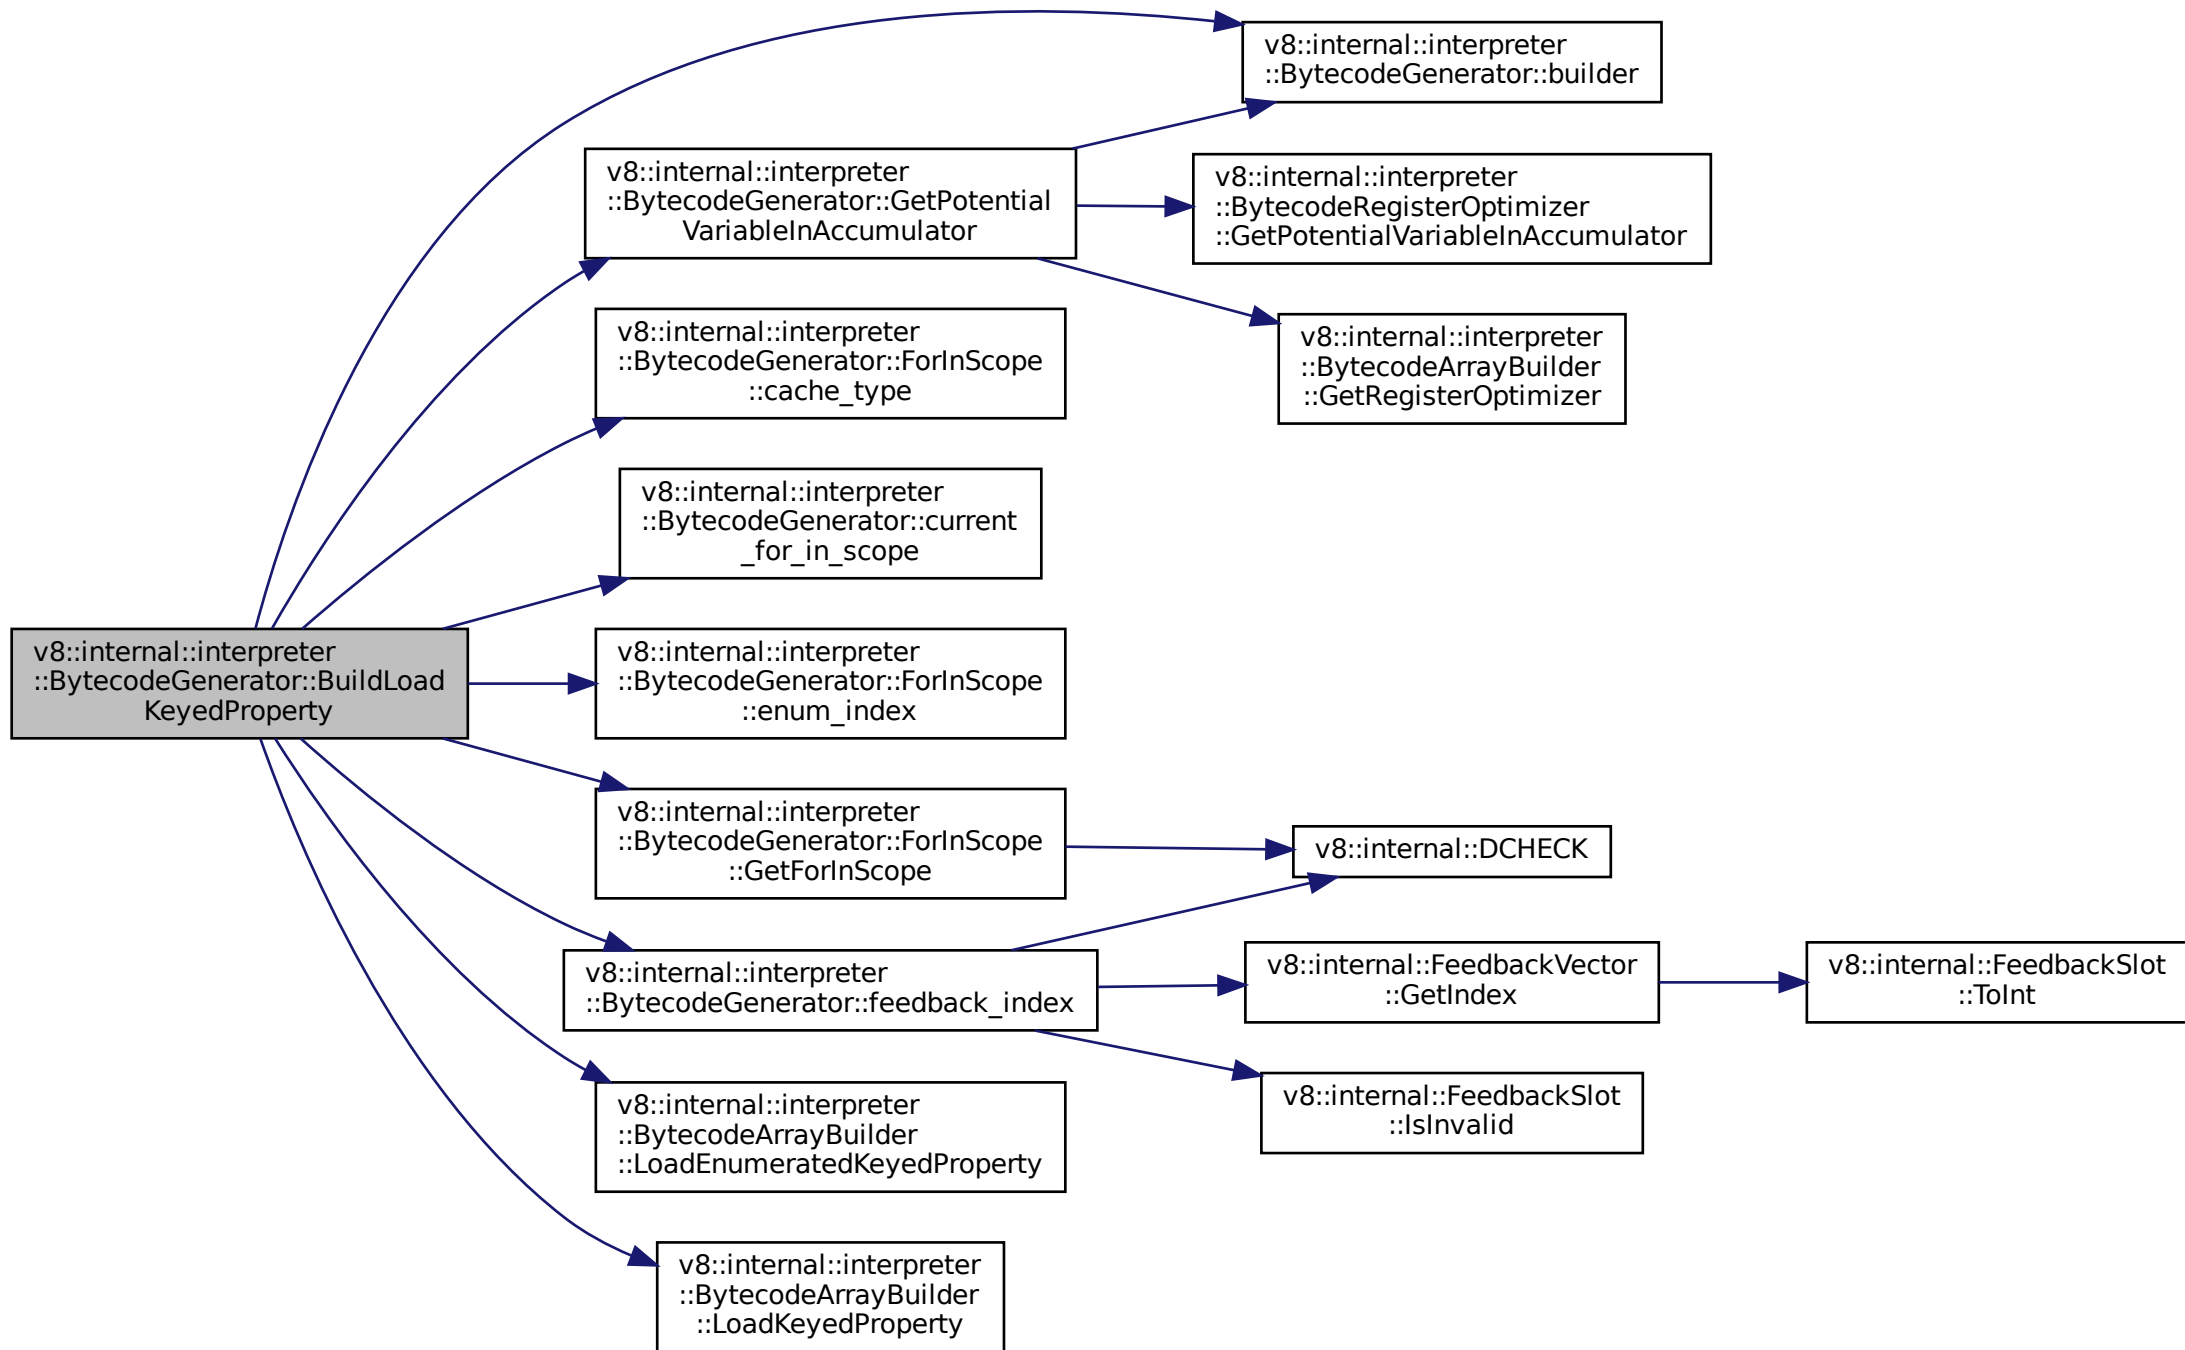 v8::internal::interpreter
::BytecodeGenerator::builder
v8::internal::interpreter
::BytecodeGenerator::GetPotential
VariableInAccumulator
v8::internal::interpreter
::BytecodeRegisterOptimizer
::GetPotentialVariableInAccumulator
v8::internal::interpreter
::BytecodeArrayBuilder
::GetRegisterOptimizer
v8::internal::interpreter
::BytecodeGenerator::ForInScope
::cache_type
v8::internal::interpreter
::BytecodeGenerator::current
_for_in_scope
v8::internal::interpreter
::BytecodeGenerator::BuildLoad
KeyedProperty
v8::internal::interpreter
::BytecodeGenerator::ForInScope
::enum_index
v8::internal::interpreter
::BytecodeGenerator::ForInScope
::GetForInScope
v8::internal::DCHECK
v8::internal::interpreter
::BytecodeGenerator::feedback_index
v8::internal::FeedbackVector
::GetIndex
v8::internal::FeedbackSlot
::ToInt
v8::internal::FeedbackSlot
::IsInvalid
v8::internal::interpreter
::BytecodeArrayBuilder
::LoadEnumeratedKeyedProperty
v8::internal::interpreter
::BytecodeArrayBuilder
::LoadKeyedProperty